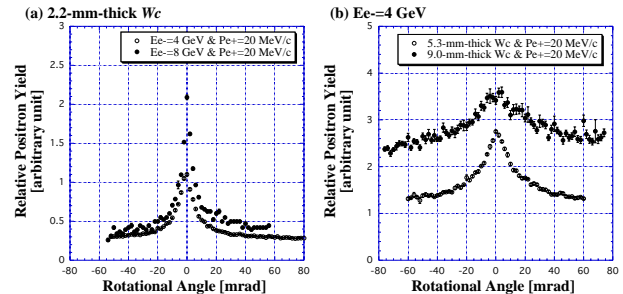 (a) 2.2-mm-thick Wc
Relative Positron Yield
[arbitrary unit]
3
2.5
2
1.5
1
0.5
0
Ee-=4 GeV & Pe+=20 MeV/c
Ee-=8 GeV & Pe+=20 MeV/c
-80 -60 -40 -20 0 20 40 60 80
Rotational Angle [mrad]
(b) Ee-=4 GeV
Relative Positron Yield
[arbitrary unit]
5
4
3
2
1
0
5.3-mm-thick Wc & Pe+=20 MeV/c
9.0-mm-thick Wc & Pe+=20 MeV/c
-80 -60 -40 -20 0 20 40 60 80
Rotational Angle [mrad]